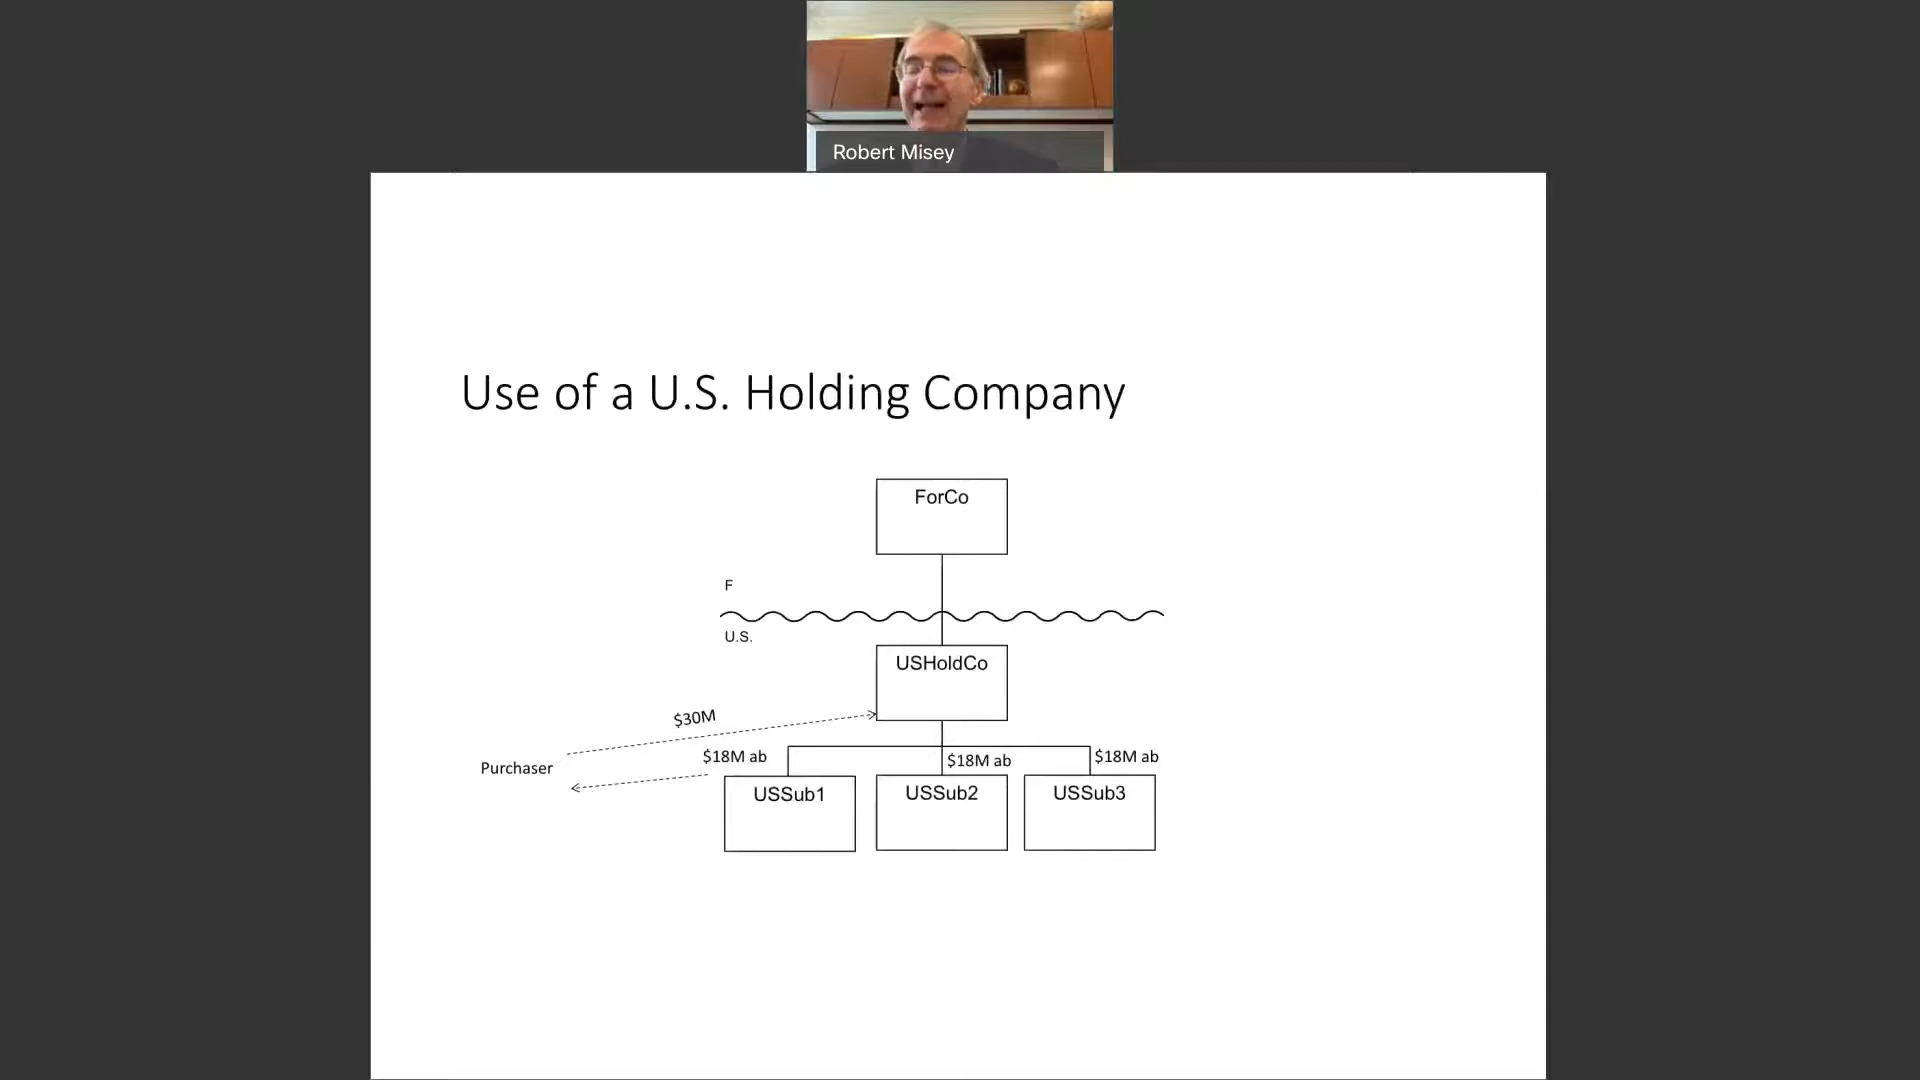 Robert Misey
Use of a U.S. Holding Company
ForCo
F
U.S.
USHoldCo
$30M
Purchaser
$18M ab
$18M ab
$18M ab
USSub1
USSub2
USSub3